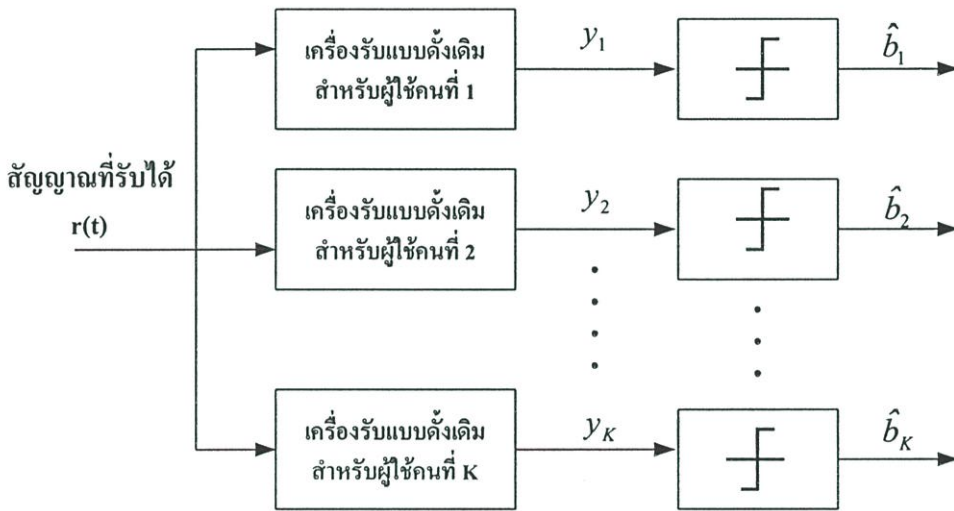 เครื่องรับแบบดั้งเดิม
สำหรับผู้ใช้คนที่ 1
y₁
b̂₁
สัญญาณที่รับได้
r(t)
เครื่องรับแบบดั้งเดิม
สำหรับผู้ใช้คนที่ 2
y₂
b̂₂
เครื่องรับแบบดั้งเดิม
สำหรับผู้ใช้คนที่ K
y_K
b̂_K